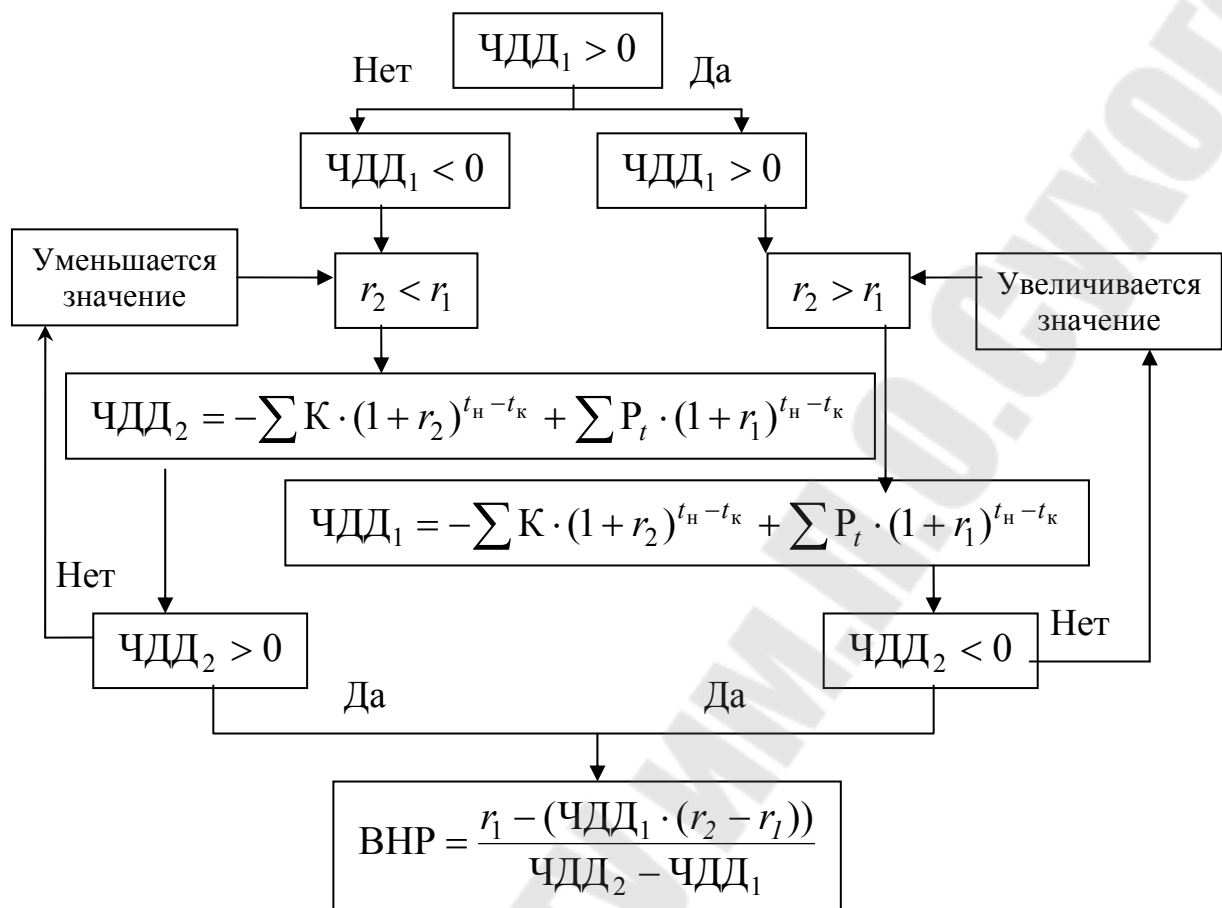 ЧДД₁ > 0
Нет
Да
ЧДД₁ < 0
ЧДД₁ > 0
Уменьшается
значение
r₂ < r₁
r₂ > r₁
Увеличивается
значение
ЧДД₂ = −∑ К · (1 + r₂)^(tн − tк) + ∑ Рₜ · (1 + r₁)^(tн − tк)
ЧДД₁ = −∑ К · (1 + r₂)^(tн − tк) + ∑ Рₜ · (1 + r₁)^(tн − tк)
Нет
ЧДД₂ > 0
ЧДД₂ < 0
Нет
Да
Да
ВНР = (r₁ − (ЧДД₁ · (r₂ − r₁))) / (ЧДД₂ − ЧДД₁)